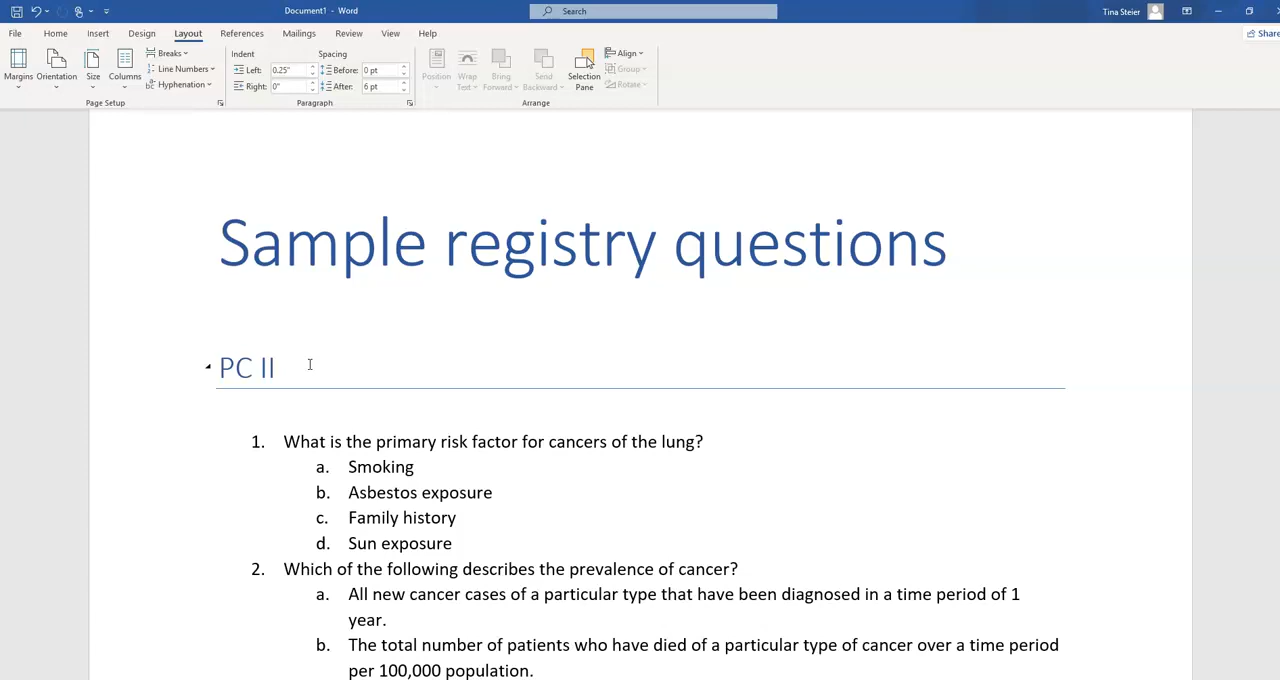 Document1 - Word
Search
Tina Steier
File Home Insert Design Layout References Mailings Review View Help
Share
Margins Orientation Size Columns
Breaks
Line Numbers
Hyphenation
Page Setup
Indent
Left: 0.25"
Right: 0"
Spacing
Before: 0 pt
After: 6 pt
Paragraph
Position
Wrap Text
Bring Forward
Send Backward
Selection Pane
Align
Group
Rotate
Arrange
Sample registry questions
PC II
1. What is the primary risk factor for cancers of the lung?
a. Smoking
b. Asbestos exposure
c. Family history
d. Sun exposure
2. Which of the following describes the prevalence of cancer?
a. All new cancer cases of a particular type that have been diagnosed in a time period of 1
year.
b. The total number of patients who have died of a particular type of cancer over a time period
per 100,000 population.